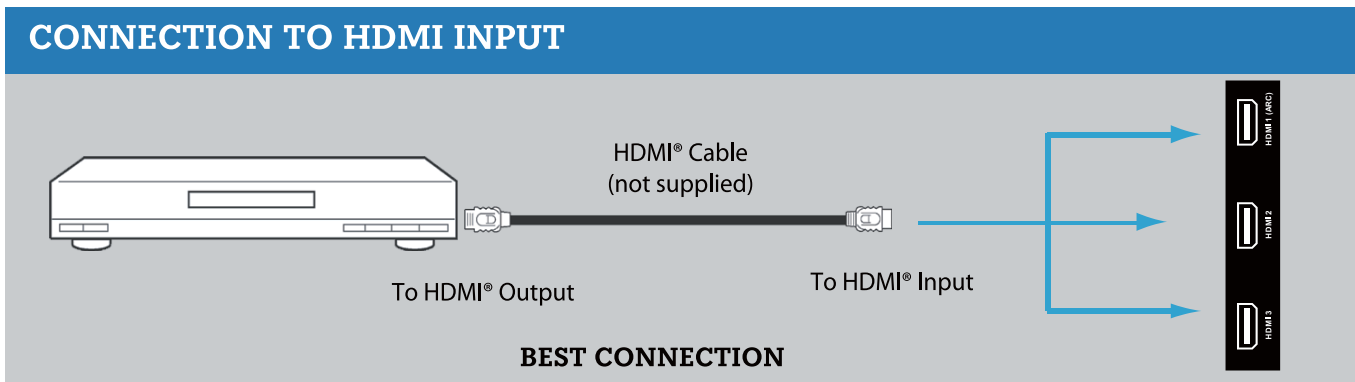 CONNECTION TO HDMI INPUT
HDMI® Cable
(not supplied)
To HDMI® Output
To HDMI® Input
BEST CONNECTION
HDMI 1 (ARC)
HDMI 2
HDMI 3